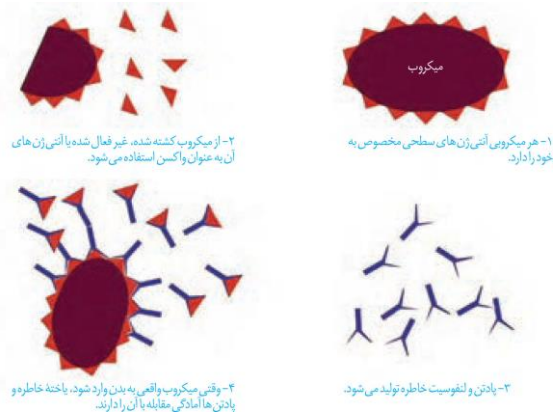 میکروب
۱- هر میکروبی آنتی‌ژن‌های سطحی مخصوص به
خود را دارد.
۲- از میکروب کشته شده، غیر فعال شده یا آنتی‌ژن‌های
آن به عنوان واکسن استفاده می‌شود.
۳- پادتن و لنفوسیت خاطره تولید می‌شود.
۴- وقتی میکروب واقعی به بدن وارد شود، یاختهٔ خاطره و
پادتن‌ها آمادگی مقابله با آن را دارند.